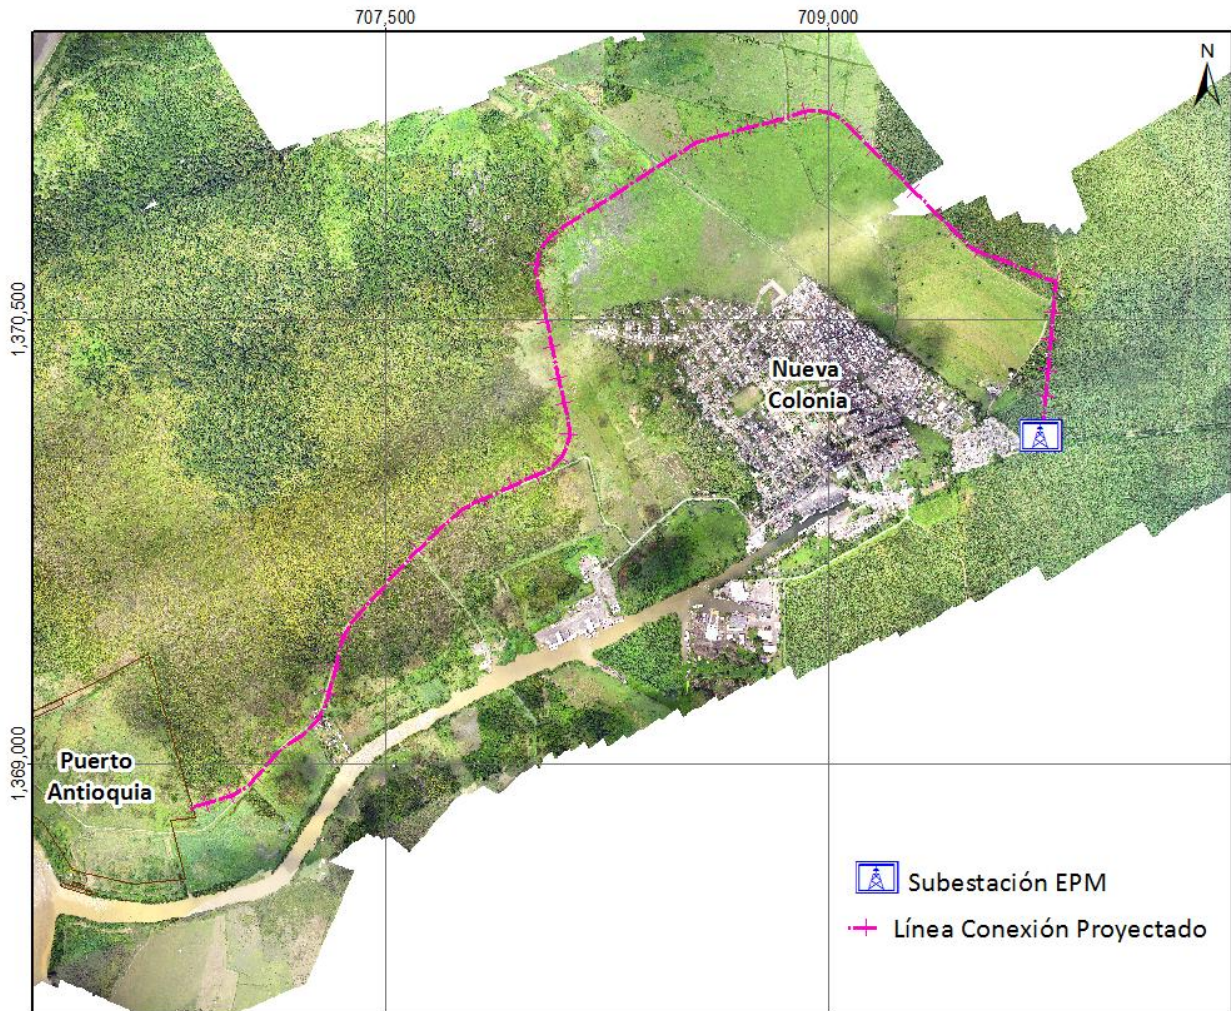 707,500
709,000
N
1,370,500
Nueva
Colonia
1,369,000
Puerto
Antioquia
Subestación EPM
Línea Conexión Proyectado